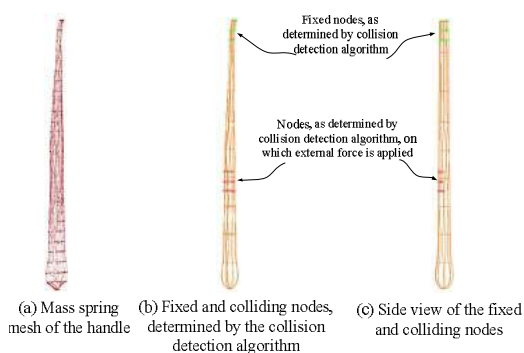 Fixed nodes, as
determined by collision
detection algorithm
Nodes, as determined by
collision detection algorithm, on
which external force is applied
(a) Mass spring
mesh of the handle
(b) Fixed and colliding nodes,
determined by the collision
detection algorithm
(c) Side view of the fixed
and colliding nodes